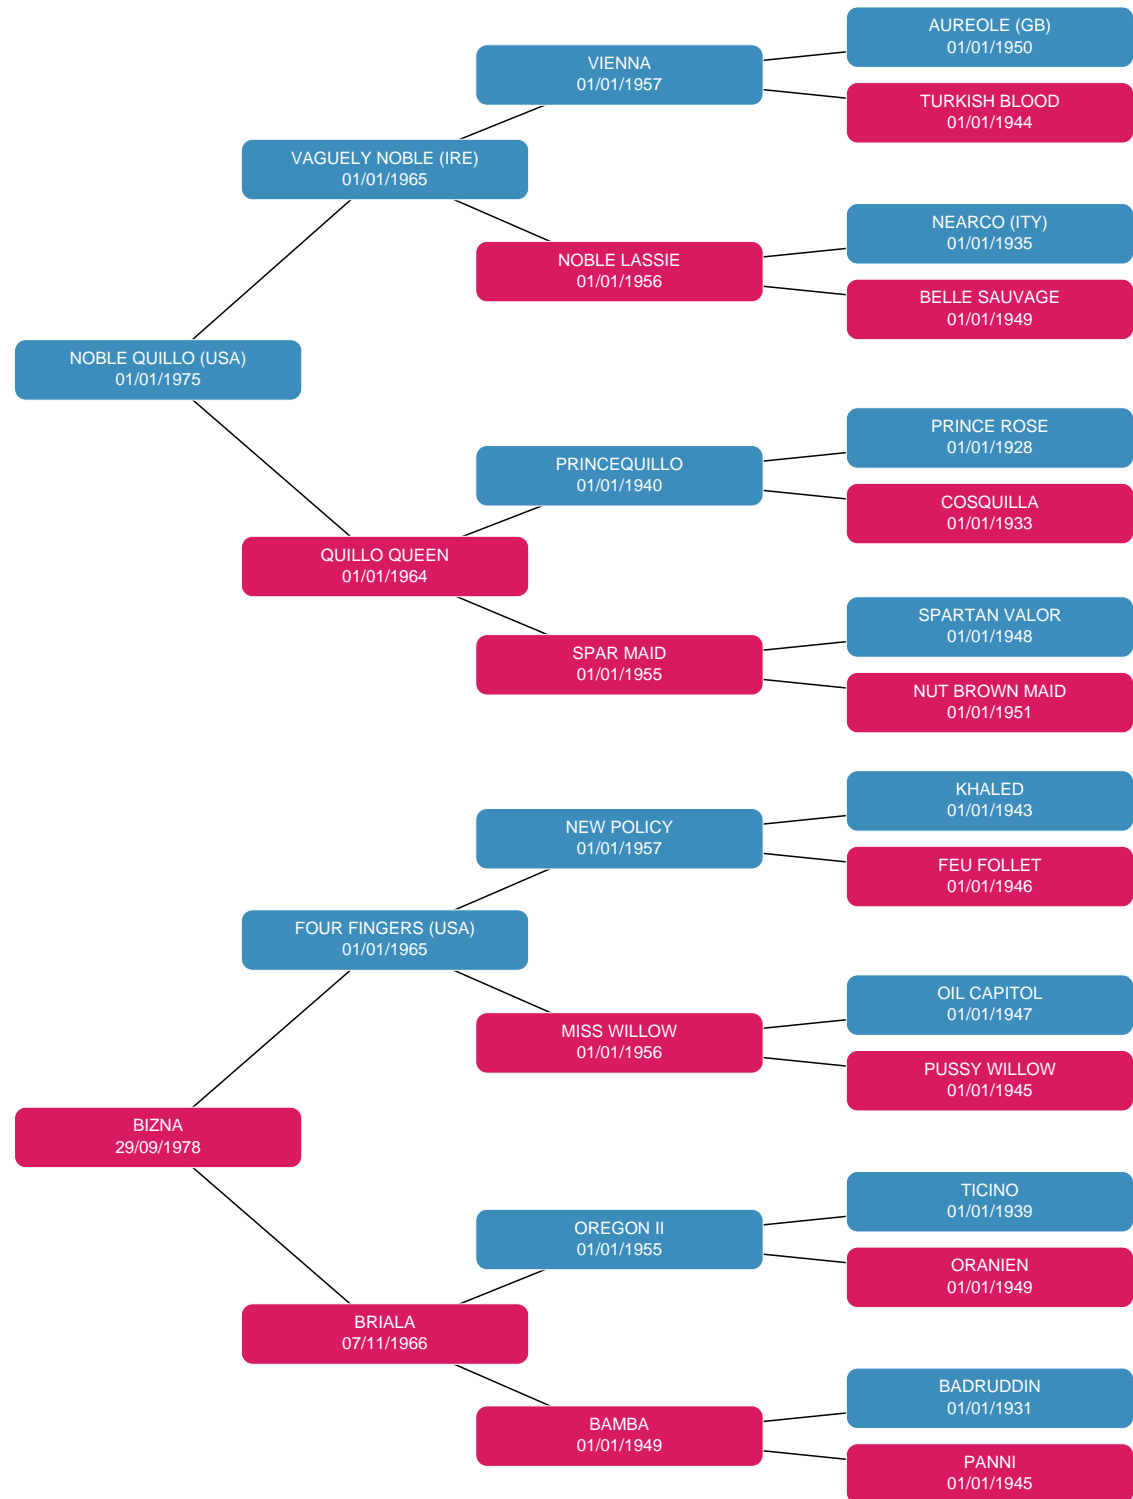 AUREOLE (GB)
01/01/1950
VIENNA
01/01/1957
TURKISH BLOOD
01/01/1944
VAGUELY NOBLE (IRE)
01/01/1965
NEARCO (ITY)
01/01/1935
NOBLE LASSIE
01/01/1956
BELLE SAUVAGE
01/01/1949
NOBLE QUILLO (USA)
01/01/1975
PRINCE ROSE
01/01/1928
PRINCEQUILLO
01/01/1940
COSQUILLA
01/01/1933
QUILLO QUEEN
01/01/1964
SPARTAN VALOR
01/01/1948
SPAR MAID
01/01/1955
NUT BROWN MAID
01/01/1951
KHALED
01/01/1943
NEW POLICY
01/01/1957
FEU FOLLET
01/01/1946
FOUR FINGERS (USA)
01/01/1965
OIL CAPITOL
01/01/1947
MISS WILLOW
01/01/1956
PUSSY WILLOW
01/01/1945
BIZNA
29/09/1978
TICINO
01/01/1939
OREGON II
01/01/1955
ORANIEN
01/01/1949
BRIALA
07/11/1966
BADRUDDIN
01/01/1931
BAMBA
01/01/1949
PANNI
01/01/1945